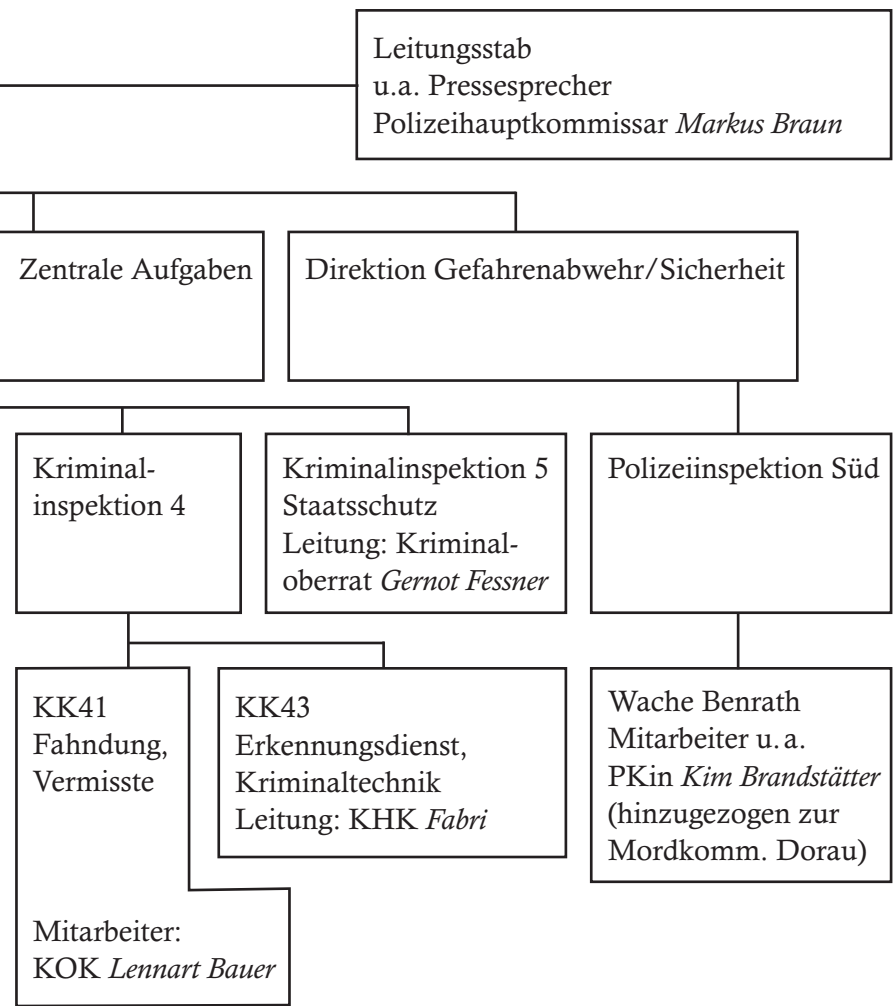 Leitungsstab
u.a. Pressesprecher
Polizeihauptkommissar Markus Braun
Zentrale Aufgaben
Direktion Gefahrenabwehr/Sicherheit
Kriminal-
inspektion 4
Kriminalinspektion 5
Staatsschutz
Leitung: Kriminal-
oberrat Gernot Fessner
Polizeiinspektion Süd
KK41
Fahndung,
Vermisste
Mitarbeiter:
KOK Lennart Bauer
KK43
Erkennungsdienst,
Kriminaltechnik
Leitung: KHK Fabri
Wache Benrath
Mitarbeiter u. a.
PKin Kim Brandstätter
(hinzugezogen zur
Mordkomm. Dorau)